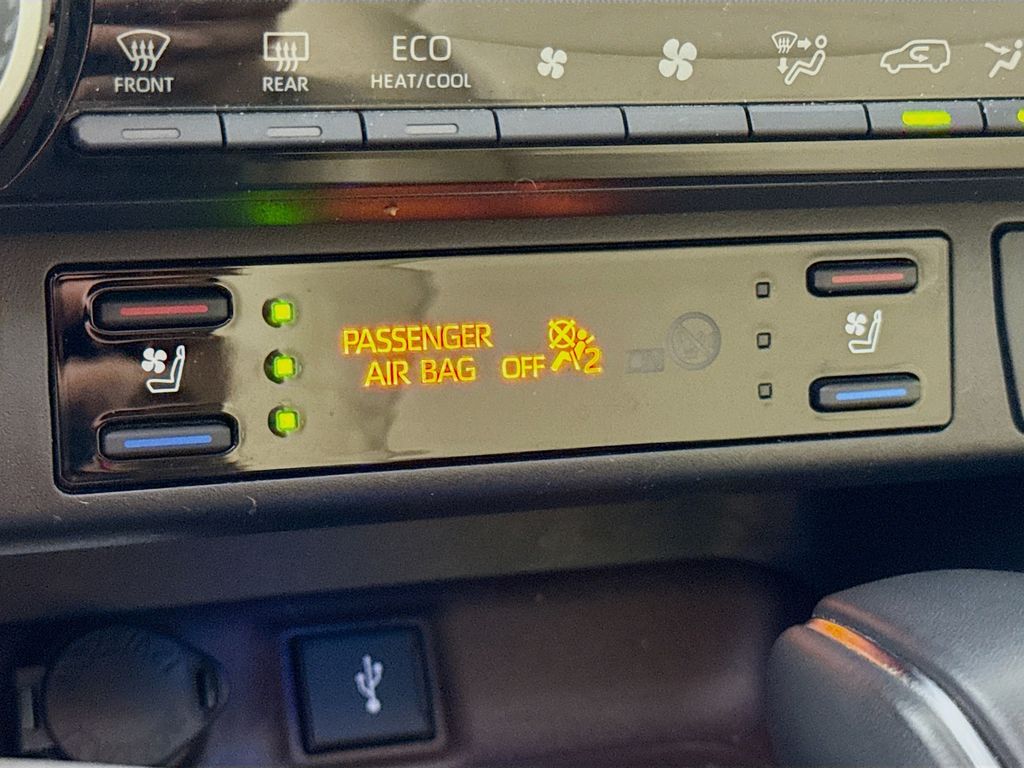 FRONT
REAR
ECO
HEAT/COOL
PASSENGER
AIR BAG OFF
2